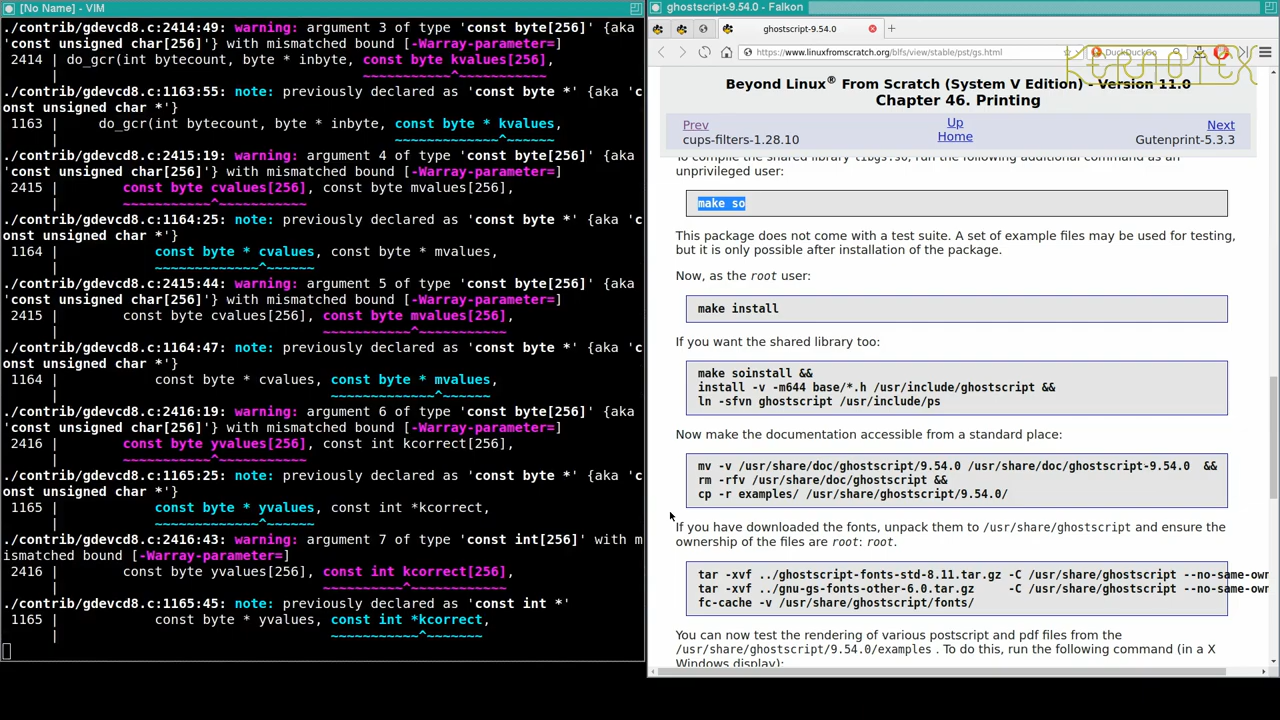 [No Name] - VIM
./contrib/gdevcd8.c:2414:49: warning: argument 3 of type 'const byte[256]' {aka
'const unsigned char[256]'} with mismatched bound [-Warray-parameter=]
2414 | do_gcr(int bytecount, byte * inbyte, const byte kvalues[256],
| ~~~~~~~~~~~^~~~~~~~~~~~
./contrib/gdevcd8.c:1163:55: note: previously declared as 'const byte *' {aka 'c
onst unsigned char *'}
1163 | do_gcr(int bytecount, byte * inbyte, const byte * kvalues,
| ~~~~~~~~~~~~~^~~~~~~
./contrib/gdevcd8.c:2415:19: warning: argument 4 of type 'const byte[256]' {aka
'const unsigned char[256]'} with mismatched bound [-Warray-parameter=]
2415 | const byte cvalues[256], const byte mvalues[256],
| ~~~~~~~~~~~^~~~~~~~~~~~
./contrib/gdevcd8.c:1164:25: note: previously declared as 'const byte *' {aka 'c
onst unsigned char *'}
1164 | const byte * cvalues, const byte * mvalues,
| ~~~~~~~~~~~~~^~~~~~~
./contrib/gdevcd8.c:2415:44: warning: argument 5 of type 'const byte[256]' {aka
'const unsigned char[256]'} with mismatched bound [-Warray-parameter=]
2415 | const byte cvalues[256], const byte mvalues[256],
| ~~~~~~~~~~~^~~~~~~~~~~~
./contrib/gdevcd8.c:1164:47: note: previously declared as 'const byte *' {aka 'c
onst unsigned char *'}
1164 | const byte * cvalues, const byte * mvalues,
| ~~~~~~~~~~~~~^~~~~~~
./contrib/gdevcd8.c:2416:19: warning: argument 6 of type 'const byte[256]' {aka
'const unsigned char[256]'} with mismatched bound [-Warray-parameter=]
2416 | const byte yvalues[256], const int kcorrect[256],
| ~~~~~~~~~~~^~~~~~~~~~~~
./contrib/gdevcd8.c:1165:25: note: previously declared as 'const byte *' {aka 'c
onst unsigned char *'}
1165 | const byte * yvalues, const int *kcorrect,
| ~~~~~~~~~~~~~^~~~~~~
./contrib/gdevcd8.c:2416:43: warning: argument 7 of type 'const int[256]' with m
ismatched bound [-Warray-parameter=]
2416 | const byte yvalues[256], const int kcorrect[256],
| ~~~~~~~~~~^~~~~~~~~~~~~
./contrib/gdevcd8.c:1165:45: note: previously declared as 'const int *'
1165 | const byte * yvalues, const int *kcorrect,
| ~~~~~~~~~~~^~~~~~~~
ghostscript-9.54.0 - Falkon
ghostscript-9.54.0
https://www.linuxfromscratch.org/blfs/view/stable/pst/gs.html
DuckDuckGo
KERNOTEX
Beyond Linux® From Scratch (System V Edition) - Version 11.0
Chapter 46. Printing
Prev
Up
Next
cups-filters-1.28.10
Home
Gutenprint-5.3.3
To compile the shared library libgs.so, run the following additional command as an
unprivileged user:
make so
This package does not come with a test suite. A set of example files may be used for testing,
but it is only possible after installation of the package.
Now, as the root user:
make install
If you want the shared library too:
make soinstall &&
install -v -m644 base/*.h /usr/include/ghostscript &&
ln -sfvn ghostscript /usr/include/ps
Now make the documentation accessible from a standard place:
mv -v /usr/share/doc/ghostscript/9.54.0 /usr/share/doc/ghostscript-9.54.0 &&
rm -rfv /usr/share/doc/ghostscript &&
cp -r examples/ /usr/share/ghostscript/9.54.0/
If you have downloaded the fonts, unpack them to /usr/share/ghostscript and ensure the
ownership of the files are root: root.
tar -xvf ../ghostscript-fonts-std-8.11.tar.gz -C /usr/share/ghostscript --no-same-own
tar -xvf ../gnu-gs-fonts-other-6.0.tar.gz -C /usr/share/ghostscript --no-same-own
fc-cache -v /usr/share/ghostscript/fonts/
You can now test the rendering of various postscript and pdf files from the
/usr/share/ghostscript/9.54.0/examples . To do this, run the following command (in a X
Windows display):